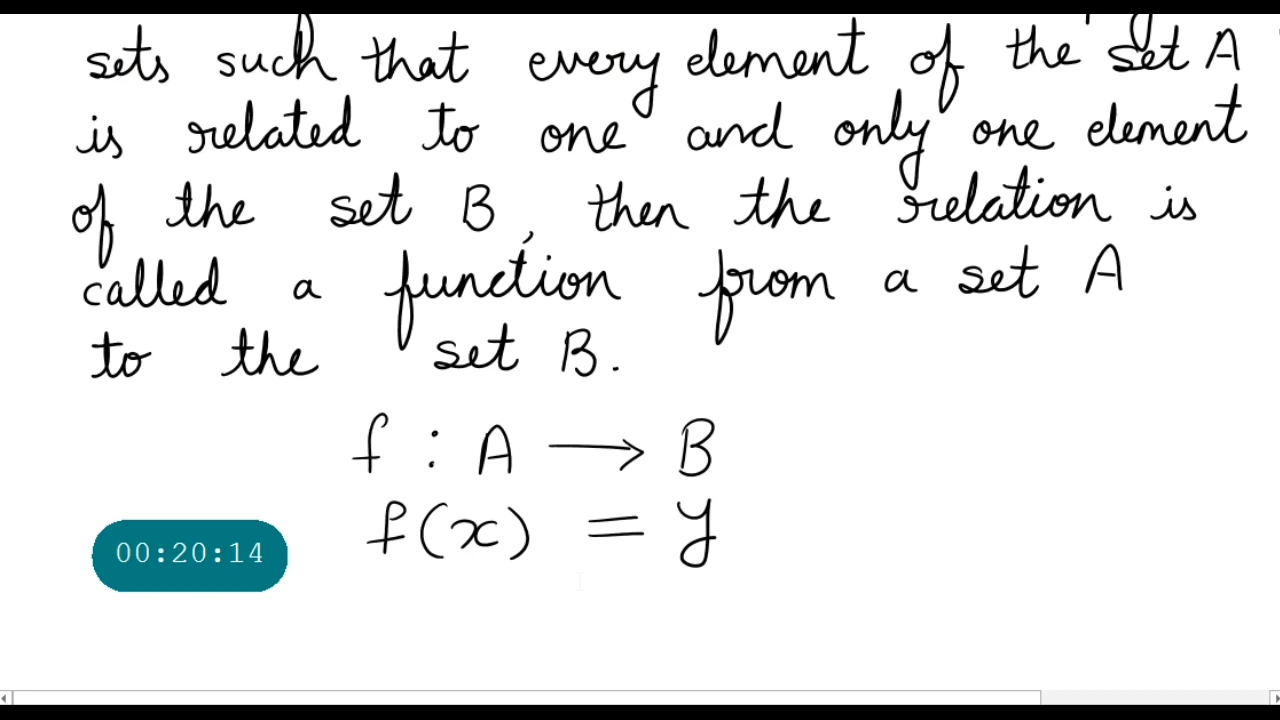 sets such that every element of the set A
is related to one and only one element
of the set B, then the relation is
called a function from a set A
to the set B.
f : A ⟶ B
f(x) = y
00:20:14